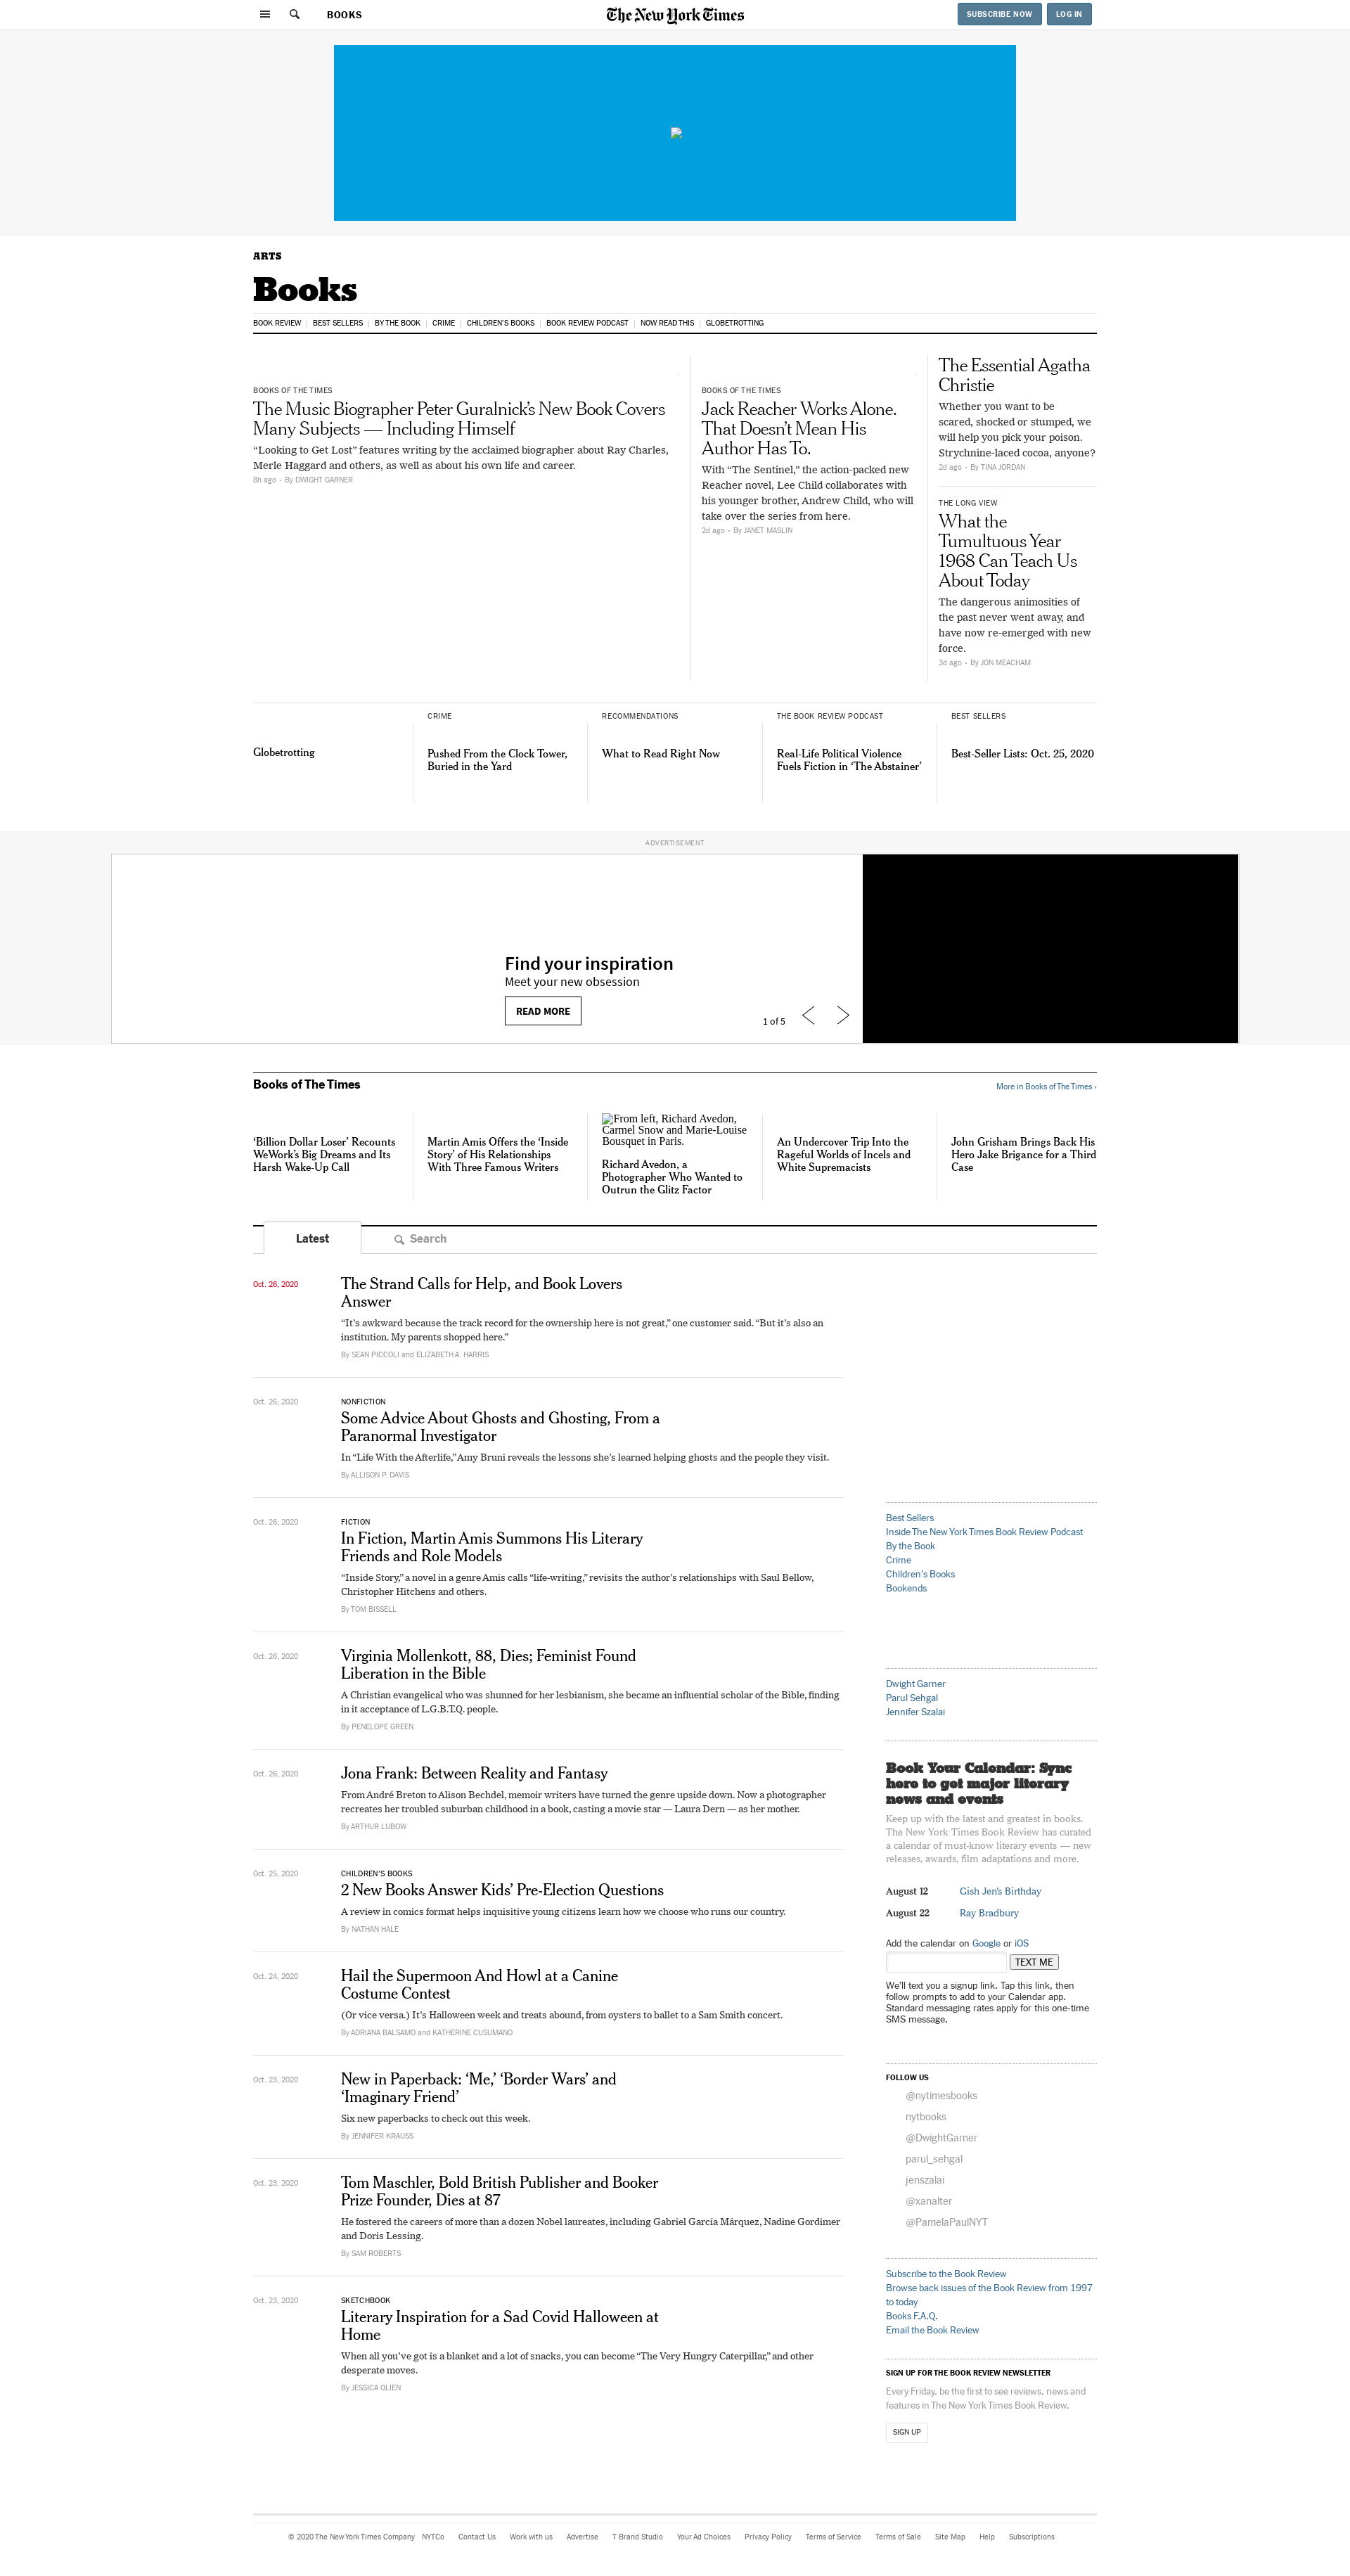 BOOKS
The New York Times
SUBSCRIBE NOW
LOG IN
ARTS
Books
BOOK REVIEW
BEST SELLERS
BY THE BOOK
CRIME
CHILDREN'S BOOKS
BOOK REVIEW PODCAST
NOW READ THIS
GLOBETROTTING
BOOKS OF THE TIMES
The Music Biographer Peter Guralnick’s New Book Covers
Many Subjects — Including Himself
“Looking to Get Lost” features writing by the acclaimed biographer about Ray Charles,
Merle Haggard and others, as well as about his own life and career.
8h ago • By DWIGHT GARNER
BOOKS OF THE TIMES
Jack Reacher Works Alone.
That Doesn’t Mean His
Author Has To.
With “The Sentinel,” the action-packed new
Reacher novel, Lee Child collaborates with
his younger brother, Andrew Child, who will
take over the series from here.
2d ago • By JANET MASLIN
The Essential Agatha
Christie
Whether you want to be
scared, shocked or stumped, we
will help you pick your poison.
Strychnine-laced cocoa, anyone?
2d ago • By TINA JORDAN
THE LONG VIEW
What the
Tumultuous Year
1968 Can Teach Us
About Today
The dangerous animosities of
the past never went away, and
have now re-emerged with new
force.
3d ago • By JON MEACHAM
Globetrotting
CRIME
Pushed From the Clock Tower,
Buried in the Yard
RECOMMENDATIONS
What to Read Right Now
THE BOOK REVIEW PODCAST
Real-Life Political Violence
Fuels Fiction in ‘The Abstainer’
BEST SELLERS
Best-Seller Lists: Oct. 25, 2020
ADVERTISEMENT
Find your inspiration
Meet your new obsession
READ MORE
1 of 5
Books of The Times
More in Books of The Times ›
‘Billion Dollar Loser’ Recounts
WeWork’s Big Dreams and Its
Harsh Wake-Up Call
Martin Amis Offers the ‘Inside
Story’ of His Relationships
With Three Famous Writers
From left, Richard Avedon,
Carmel Snow and Marie-Louise
Bousquet in Paris.
Richard Avedon, a
Photographer Who Wanted to
Outrun the Glitz Factor
An Undercover Trip Into the
Rageful Worlds of Incels and
White Supremacists
John Grisham Brings Back His
Hero Jake Brigance for a Third
Case
Latest
Search
Oct. 26, 2020
The Strand Calls for Help, and Book Lovers
Answer
“It’s awkward because the track record for the ownership here is not great,” one customer said. “But it’s also an
institution. My parents shopped here.”
By SEAN PICCOLI and ELIZABETH A. HARRIS
Oct. 26, 2020
NONFICTION
Some Advice About Ghosts and Ghosting, From a
Paranormal Investigator
In “Life With the Afterlife,” Amy Bruni reveals the lessons she’s learned helping ghosts and the people they visit.
By ALLISON P. DAVIS
Oct. 26, 2020
FICTION
In Fiction, Martin Amis Summons His Literary
Friends and Role Models
“Inside Story,” a novel in a genre Amis calls “life-writing,” revisits the author’s relationships with Saul Bellow,
Christopher Hitchens and others.
By TOM BISSELL
Oct. 26, 2020
Virginia Mollenkott, 88, Dies; Feminist Found
Liberation in the Bible
A Christian evangelical who was shunned for her lesbianism, she became an influential scholar of the Bible, finding
in it acceptance of L.G.B.T.Q. people.
By PENELOPE GREEN
Oct. 26, 2020
Jona Frank: Between Reality and Fantasy
From André Breton to Alison Bechdel, memoir writers have turned the genre upside down. Now a photographer
recreates her troubled suburban childhood in a book, casting a movie star — Laura Dern — as her mother.
By ARTHUR LUBOW
Oct. 25, 2020
CHILDREN’S BOOKS
2 New Books Answer Kids’ Pre-Election Questions
A review in comics format helps inquisitive young citizens learn how we choose who runs our country.
By NATHAN HALE
Oct. 24, 2020
Hail the Supermoon And Howl at a Canine
Costume Contest
(Or vice versa.) It’s Halloween week and treats abound, from oysters to ballet to a Sam Smith concert.
By ADRIANA BALSAMO and KATHERINE CUSUMANO
Oct. 23, 2020
New in Paperback: ‘Me,’ ‘Border Wars’ and
‘Imaginary Friend’
Six new paperbacks to check out this week.
By JENNIFER KRAUSS
Oct. 23, 2020
Tom Maschler, Bold British Publisher and Booker
Prize Founder, Dies at 87
He fostered the careers of more than a dozen Nobel laureates, including Gabriel García Márquez, Nadine Gordimer
and Doris Lessing.
By SAM ROBERTS
Oct. 23, 2020
SKETCHBOOK
Literary Inspiration for a Sad Covid Halloween at
Home
When all you’ve got is a blanket and a lot of snacks, you can become “The Very Hungry Caterpillar,” and other
desperate moves.
By JESSICA OLIEN
Best Sellers
Inside The New York Times Book Review Podcast
By the Book
Crime
Children's Books
Bookends
Dwight Garner
Parul Sehgal
Jennifer Szalai
Book Your Calendar: Sync
here to get major literary
news and events
Keep up with the latest and greatest in books.
The New York Times Book Review has curated
a calendar of must-know literary events — new
releases, awards, film adaptations and more.
August 12
Gish Jen's Birthday
August 22
Ray Bradbury
Add the calendar on Google or iOS
TEXT ME
We’ll text you a signup link. Tap this link, then
follow prompts to add to your Calendar app.
Standard messaging rates apply for this one-time
SMS message.
FOLLOW US
@nytimesbooks
nytbooks
@DwightGarner
parul_sehgal
jenszalai
@xanalter
@PamelaPaulNYT
Subscribe to the Book Review
Browse back issues of the Book Review from 1997
to today
Books F.A.Q.
Email the Book Review
SIGN UP FOR THE BOOK REVIEW NEWSLETTER
Every Friday, be the first to see reviews, news and
features in The New York Times Book Review.
SIGN UP
© 2020 The New York Times Company
NYTCo
Contact Us
Work with us
Advertise
T Brand Studio
Your Ad Choices
Privacy Policy
Terms of Service
Terms of Sale
Site Map
Help
Subscriptions